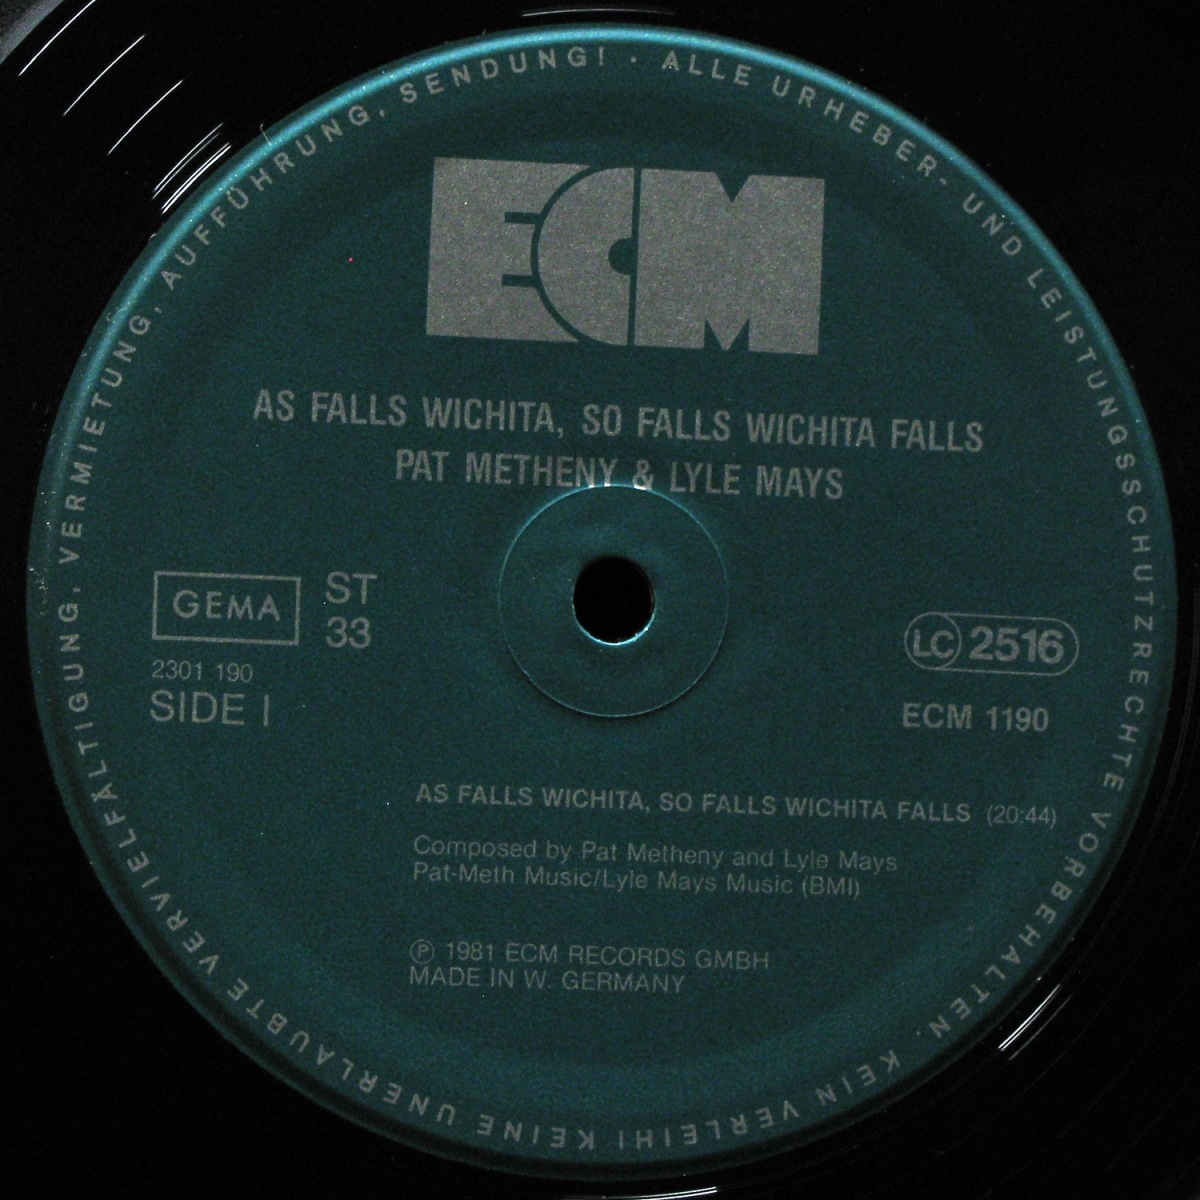 ECM
AS FALLS WICHITA, SO FALLS WICHITA FALLS
PAT METHENY & LYLE MAYS
GEMA
ST
33
2301 190
SIDE I
LC 2516
ECM 1190
AS FALLS WICHITA, SO FALLS WICHITA FALLS (20:44)
Composed by Pat Metheny and Lyle Mays
Pat-Meth Music/Lyle Mays Music (BMI)
℗ 1981 ECM RECORDS GMBH
MADE IN W. GERMANY
· ALLE URHEBER- UND LEISTUNGSSCHUTZRECHTE VORBEHALTEN. KEIN VERLEIH! KEINE UNERLAUBTE VERVIELFALTIGUNG, VERMIETUNG, AUFFÜHRUNG, SENDUNG!